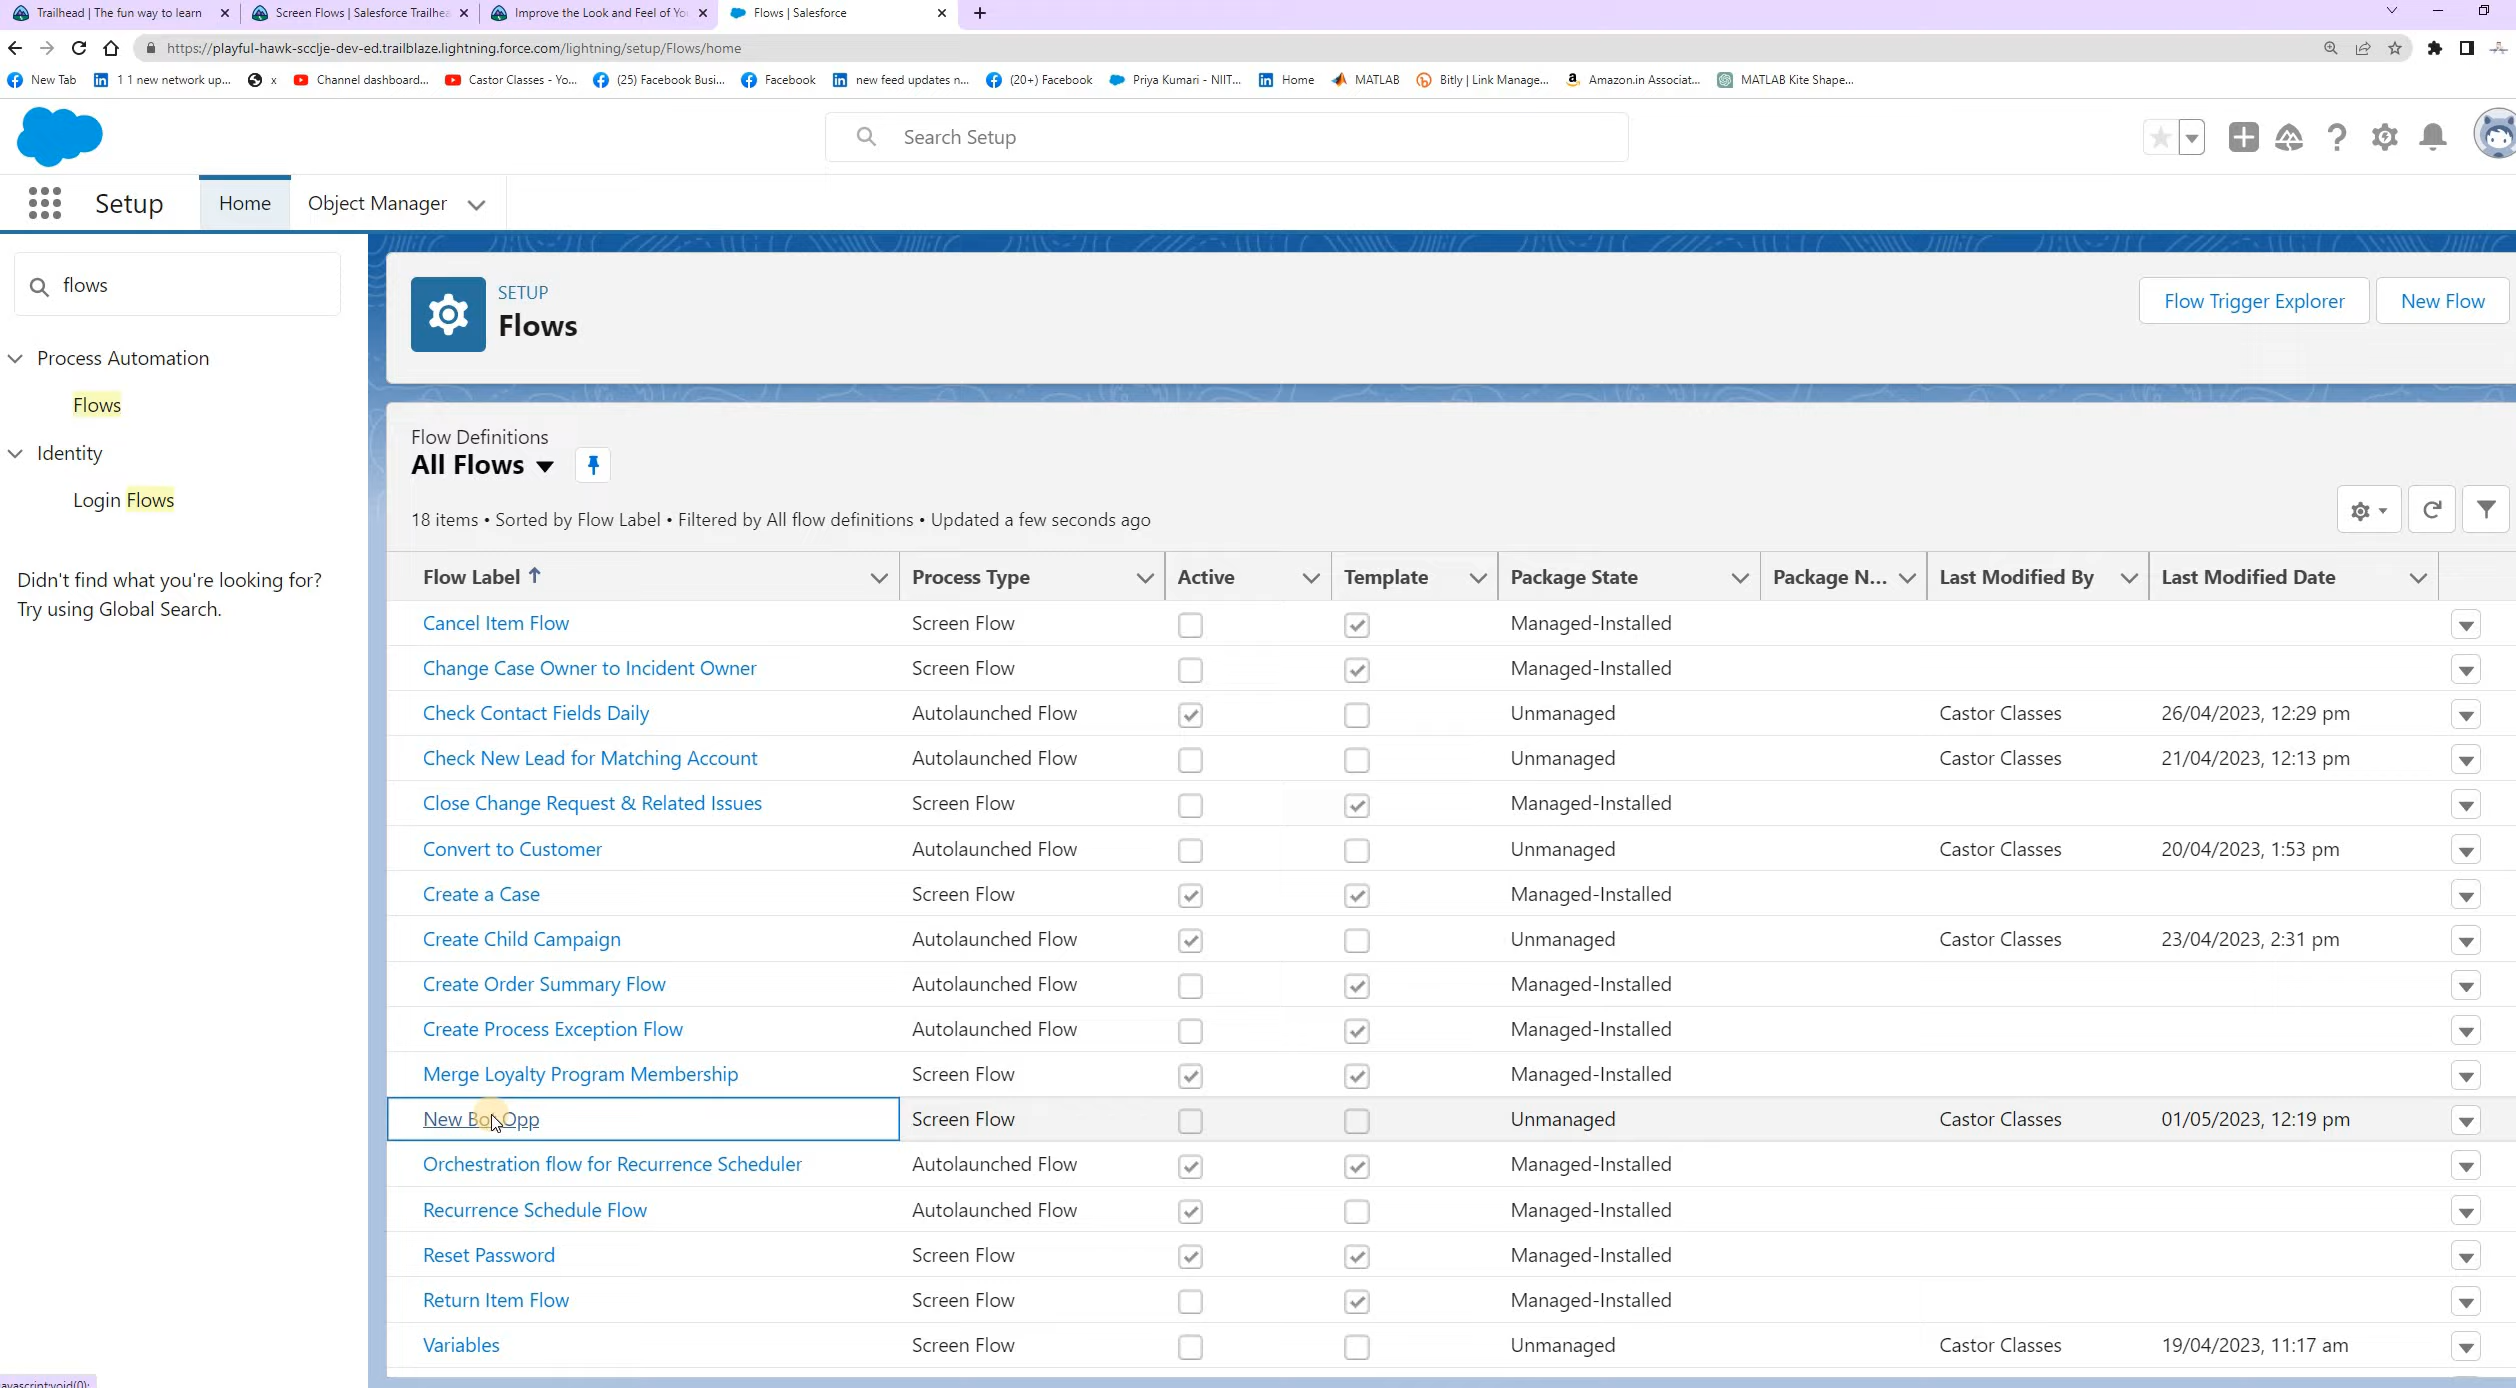 Trailhead | The fun way to learn
Screen Flows | Salesforce Trailhea
Improve the Look and Feel of Yo
Flows | Salesforce
https://playful-hawk-scclje-dev-ed.trailblaze.lightning.force.com/lightning/setup/Flows/home
New Tab
1 1 new network up...
x
Channel dashboard...
Castor Classes - Yo...
(25) Facebook Busi...
Facebook
new feed updates n...
(20+) Facebook
Priya Kumari - NIIT...
Home
MATLAB
Bitly | Link Manage...
Amazon.in Associat...
MATLAB Kite Shape...
Search Setup
Setup
Home
Object Manager
flows
Process Automation
Flows
Identity
Login Flows
Didn't find what you're looking for?
Try using Global Search.
SETUP
Flows
Flow Trigger Explorer
New Flow
Flow Definitions
All Flows
18 items • Sorted by Flow Label • Filtered by All flow definitions • Updated a few seconds ago
Flow Label Process Type Active Template Package State Package N... Last Modified By Last Modified Date
Cancel Item Flow Screen Flow Managed-Installed
Change Case Owner to Incident Owner Screen Flow Managed-Installed
Check Contact Fields Daily Autolaunched Flow Unmanaged Castor Classes 26/04/2023, 12:29 pm
Check New Lead for Matching Account Autolaunched Flow Unmanaged Castor Classes 21/04/2023, 12:13 pm
Close Change Request & Related Issues Screen Flow Managed-Installed
Convert to Customer Autolaunched Flow Unmanaged Castor Classes 20/04/2023, 1:53 pm
Create a Case Screen Flow Managed-Installed
Create Child Campaign Autolaunched Flow Unmanaged Castor Classes 23/04/2023, 2:31 pm
Create Order Summary Flow Autolaunched Flow Managed-Installed
Create Process Exception Flow Autolaunched Flow Managed-Installed
Merge Loyalty Program Membership Screen Flow Managed-Installed
New Opp Screen Flow Unmanaged Castor Classes 01/05/2023, 12:19 pm
Orchestration flow for Recurrence Scheduler Autolaunched Flow Managed-Installed
Recurrence Schedule Flow Autolaunched Flow Managed-Installed
Reset Password Screen Flow Managed-Installed
Return Item Flow Screen Flow Managed-Installed
Variables Screen Flow Unmanaged Castor Classes 19/04/2023, 11:17 am